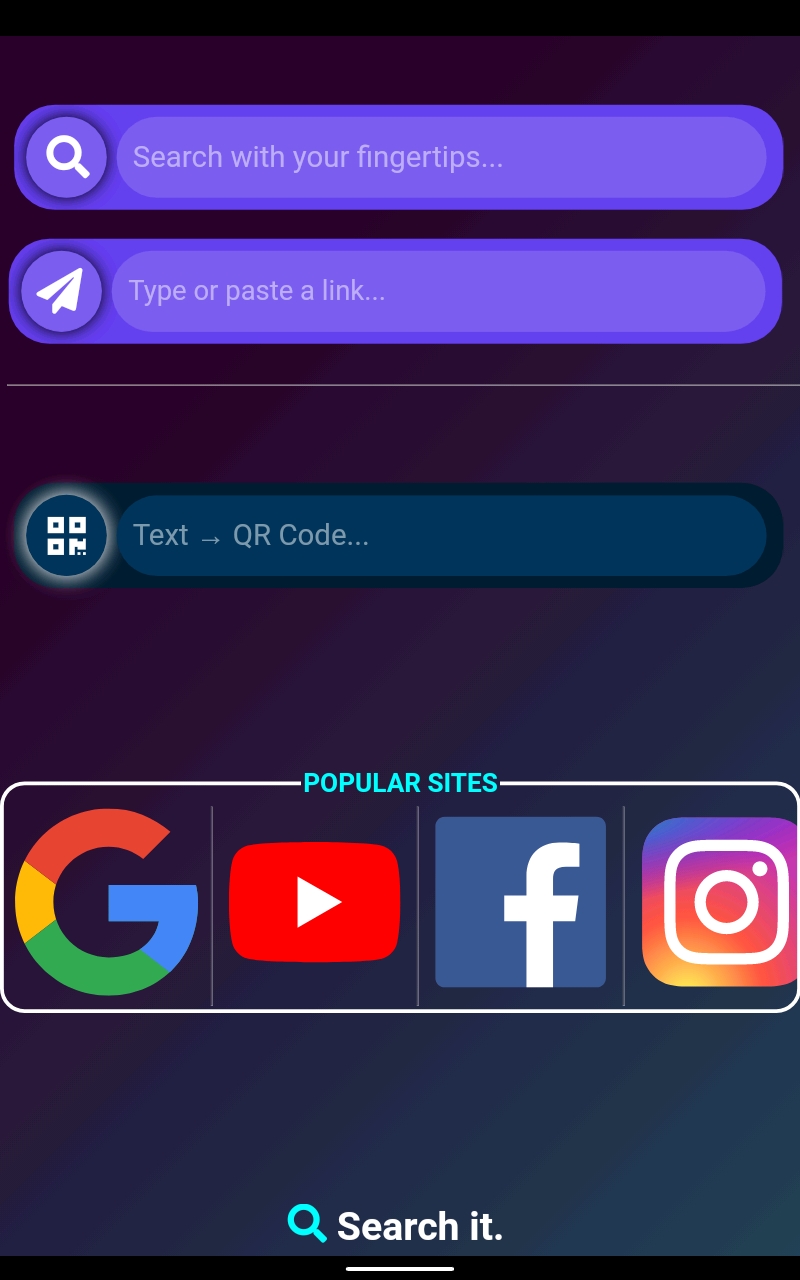 Search with your fingertips...
Type or paste a link...
Text → QR Code...
POPULAR SITES
Search it.